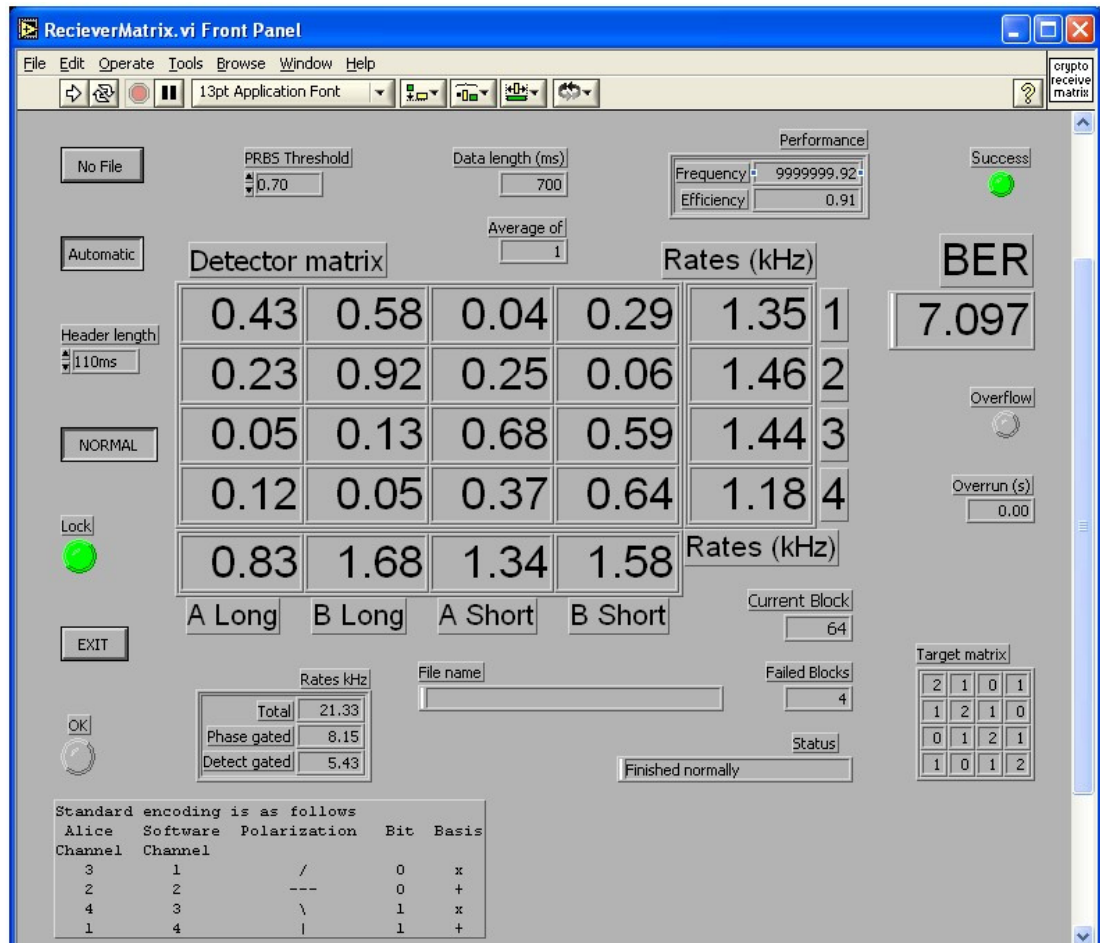 RecieverMatrix.vi Front Panel
File Edit Operate Tools Browse Window Help
13pt Application Font
?
crypto
receive
matrix
No File
PRBS Threshold
0.70
Data length (ms)
700
Performance
Frequency 9999999.92
Efficiency 0.91
Success
Automatic
Average of
1
Detector matrix
Rates (kHz)
BER
7.097
0.43 0.58 0.04 0.29 1.35 1
0.23 0.92 0.25 0.06 1.46 2
0.05 0.13 0.68 0.59 1.44 3
0.12 0.05 0.37 0.64 1.18 4
0.83 1.68 1.34 1.58 Rates (kHz)
A Long B Long A Short B Short
Header length
110ms
NORMAL
Lock
EXIT
OK
Overflow
Overrun (s)
0.00
Current Block
64
Failed Blocks
4
Status
Finished normally
File name
Rates kHz
Total 21.33
Phase gated 8.15
Detect gated 5.43
Target matrix
2 1 0 1
1 2 1 0
0 1 2 1
1 0 1 2
Standard encoding is as follows
Alice Software Polarization Bit Basis
Channel Channel
3 1 / 0 x
2 2 --- 0 +
4 3 \ 1 x
1 4 | 1 +